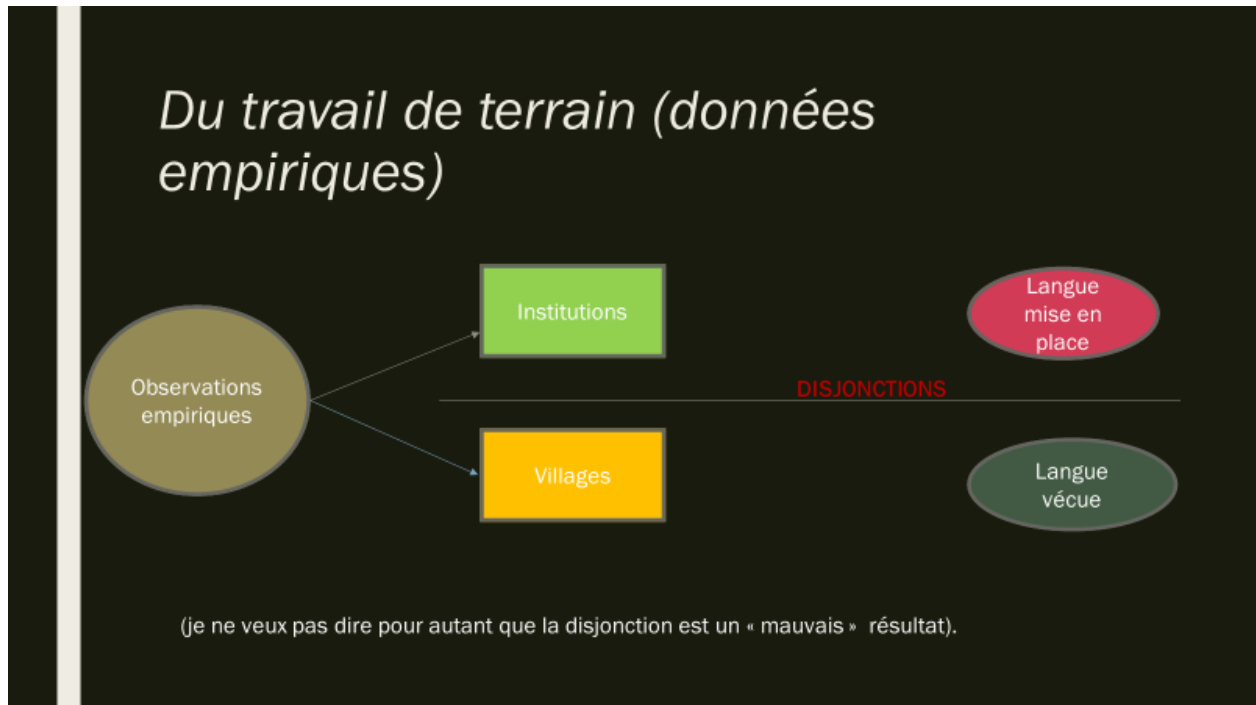 Du travail de terrain (données
empiriques)
Institutions
Langue
mise en
place
Observations
empiriques
DISJONCTIONS
Villages
Langue
vécue
(je ne veux pas dire pour autant que la disjonction est un « mauvais » résultat).